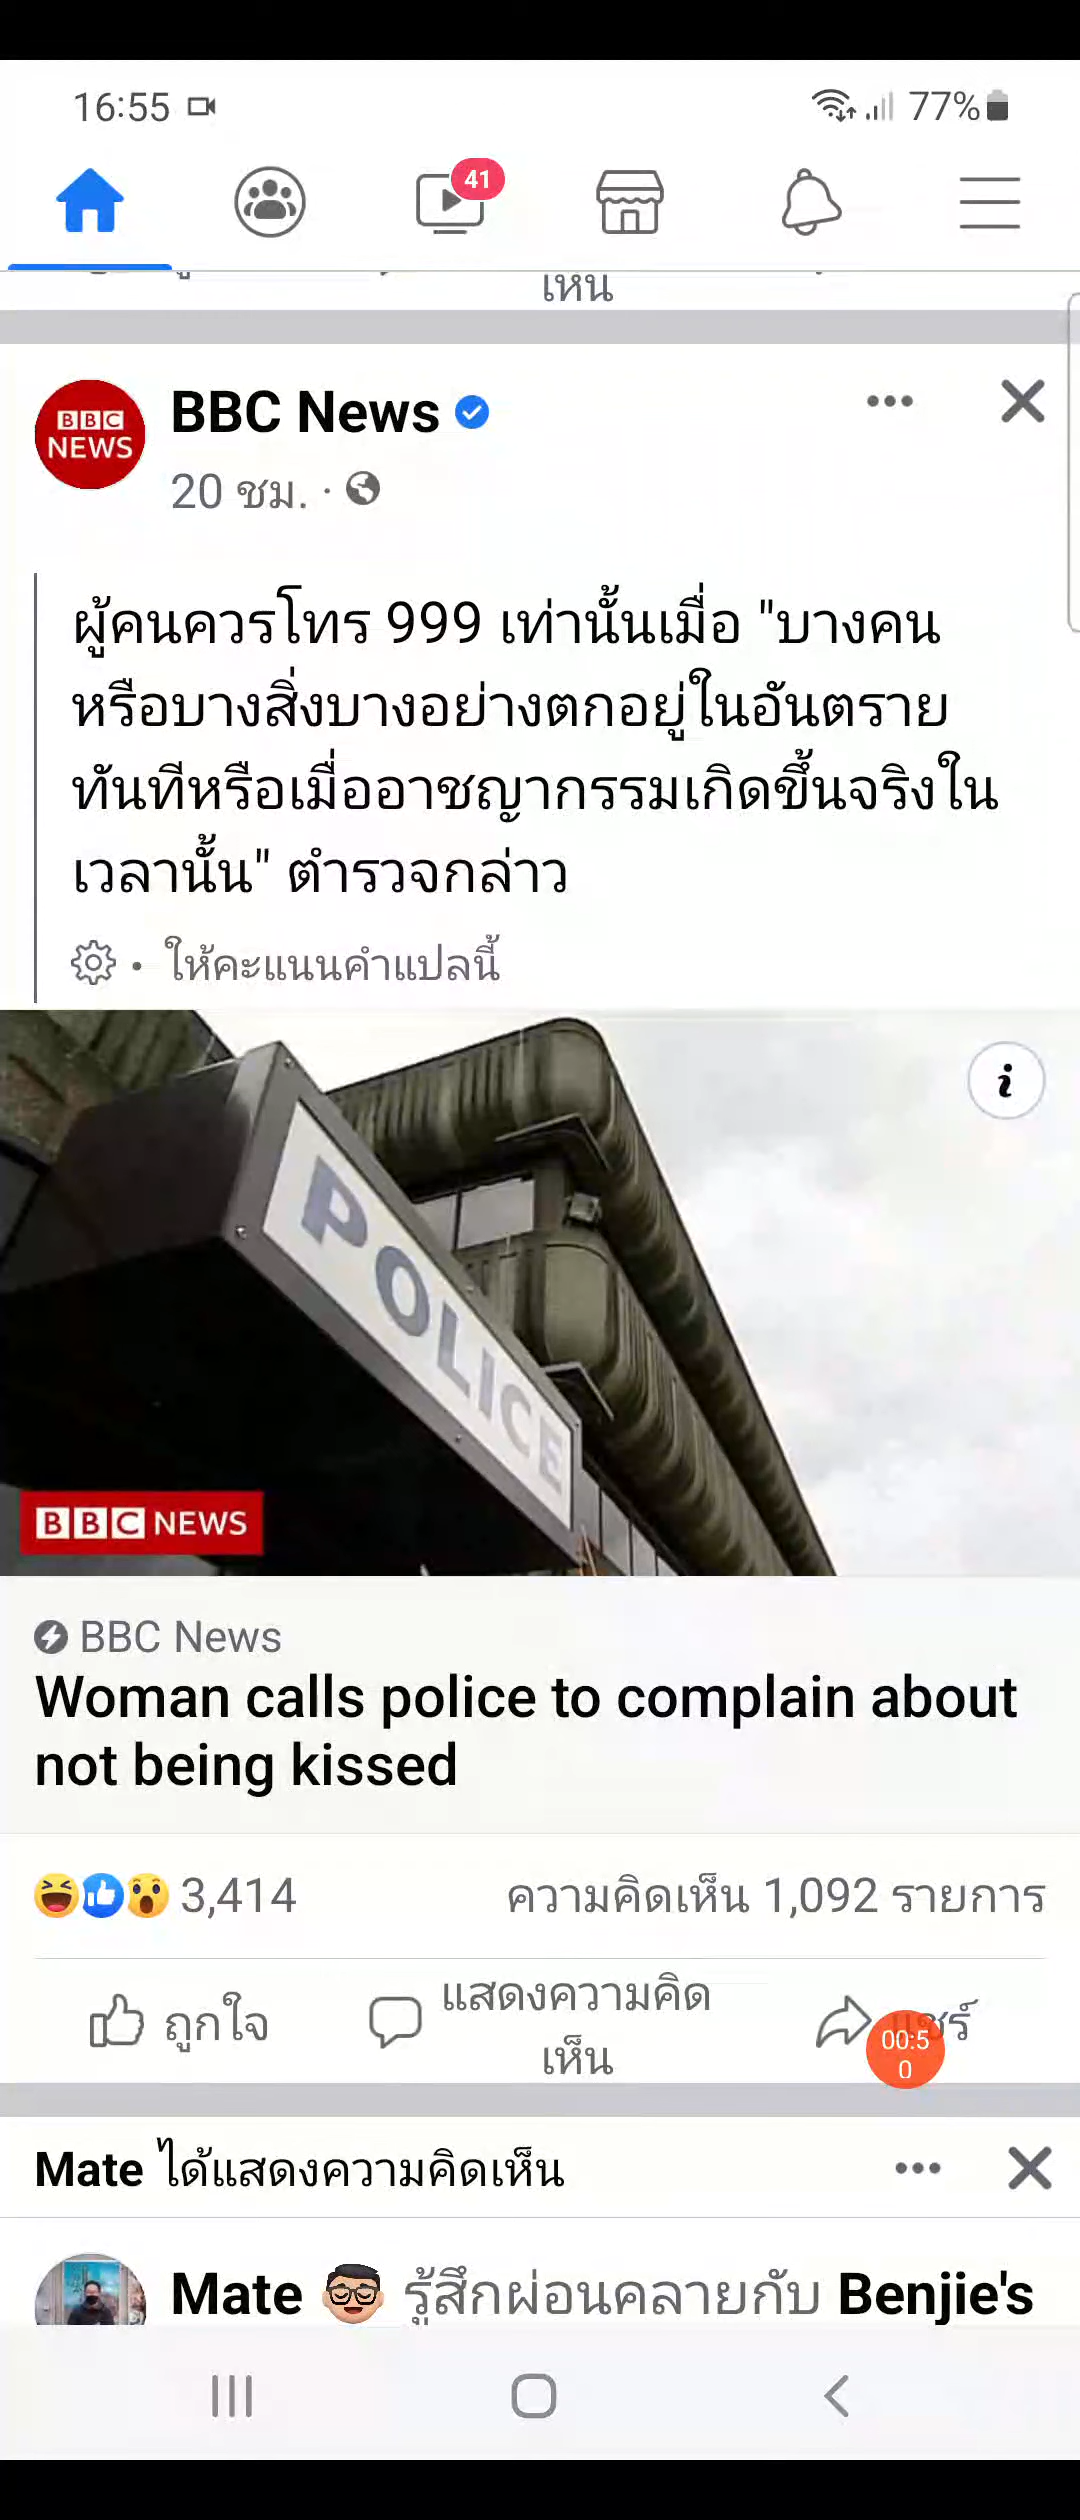 16:55
77%
41
เห็น
BBC NEWS
BBC News
20 ชม. ·
ผู้คนควรโทร 999 เท่านั้นเมื่อ "บางคน
หรือบางสิ่งบางอย่างตกอยู่ในอันตราย
ทันทีหรือเมื่ออาชญากรรมเกิดขึ้นจริงใน
เวลานั้น" ตำรวจกล่าว
· ให้คะแนนคำแปลนี้
i
POLICE
BBC NEWS
BBC News
Woman calls police to complain about
not being kissed
3,414
ความคิดเห็น 1,092 รายการ
ถูกใจ
แสดงความคิด
เห็น
แชร์
00:5
0
Mate ได้แสดงความคิดเห็น
Mate รู้สึกผ่อนคลายกับ Benjie's